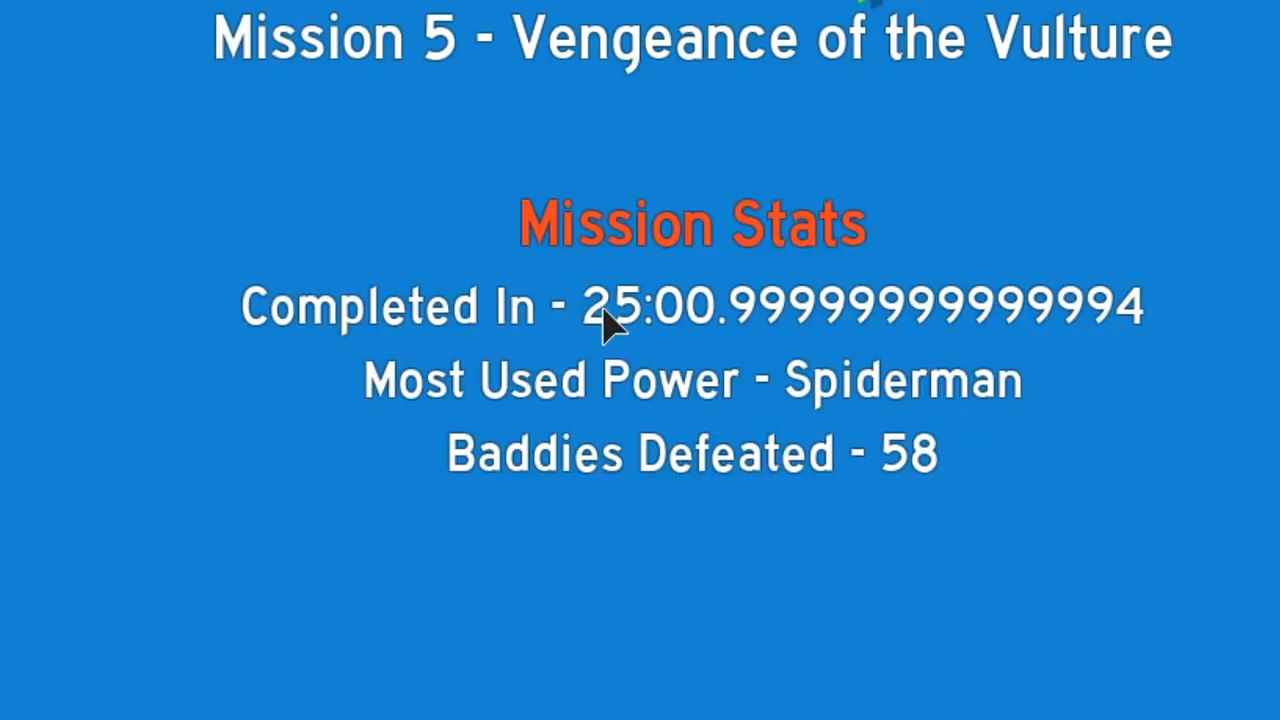 Mission 5 - Vengeance of the Vulture
Mission Stats
Completed In - 25:00.99999999999994
Most Used Power - Spiderman
Baddies Defeated - 58